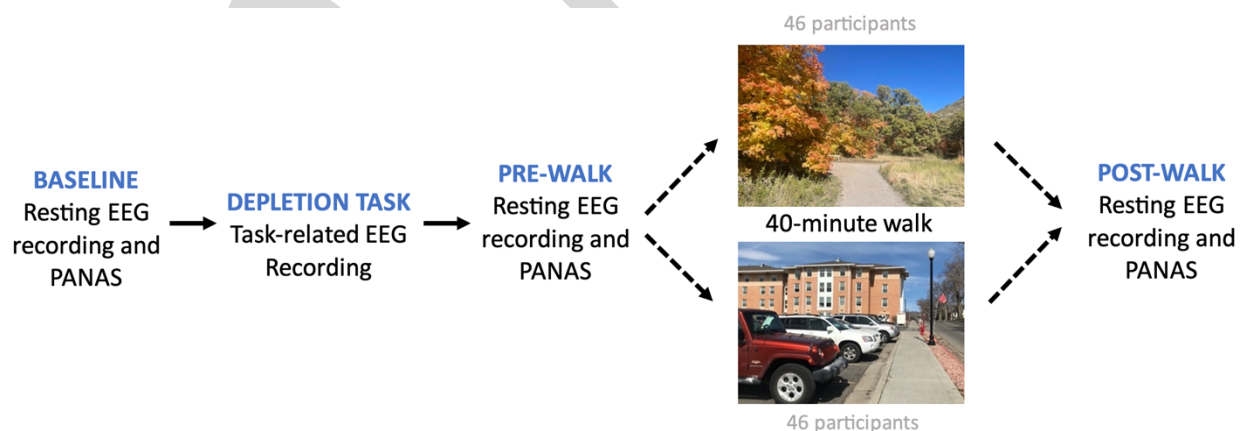 46 participants
BASELINE
Resting EEG
recording and
PANAS
DEPLETION TASK
Task-related EEG
Recording
PRE-WALK
Resting EEG
recording and
PANAS
40-minute walk
POST-WALK
Resting EEG
recording and
PANAS
46 participants